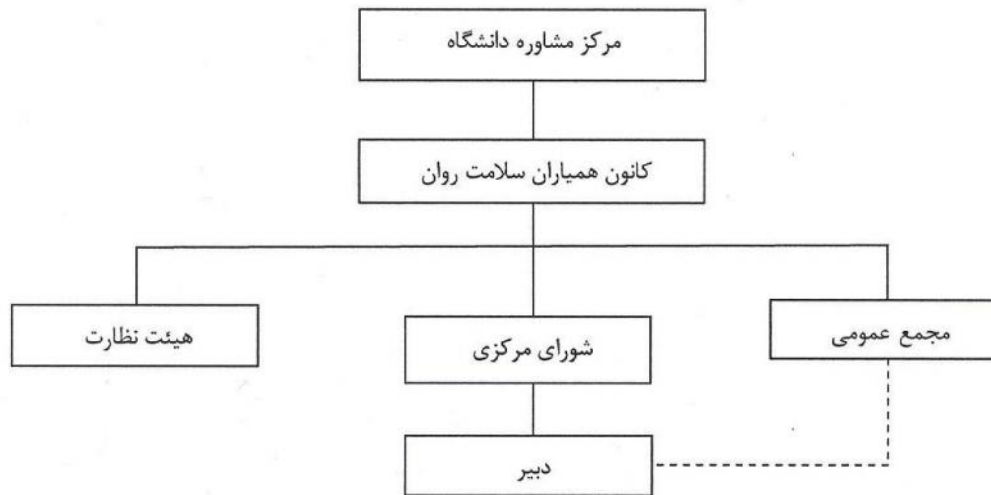 مرکز مشاوره دانشگاه
کانون همیاران سلامت روان
مجمع عمومی
شورای مرکزی
هیئت نظارت
دبیر